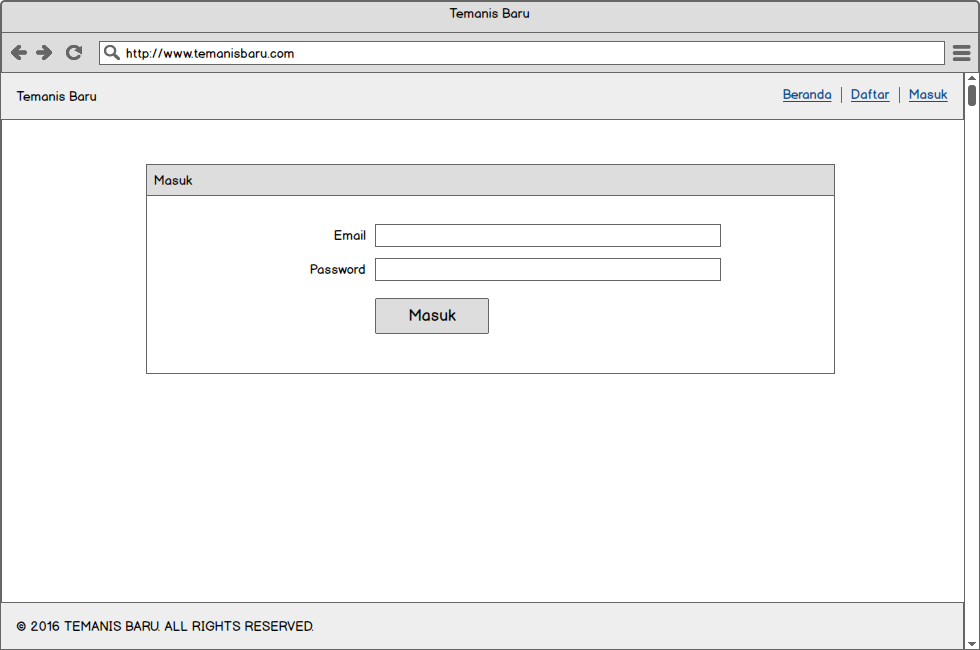 Temanis Baru
http://www.temanisbaru.com
Temanis Baru
Beranda | Daftar | Masuk
Masuk
Email
Password
Masuk
© 2016 TEMANIS BARU. ALL RIGHTS RESERVED.